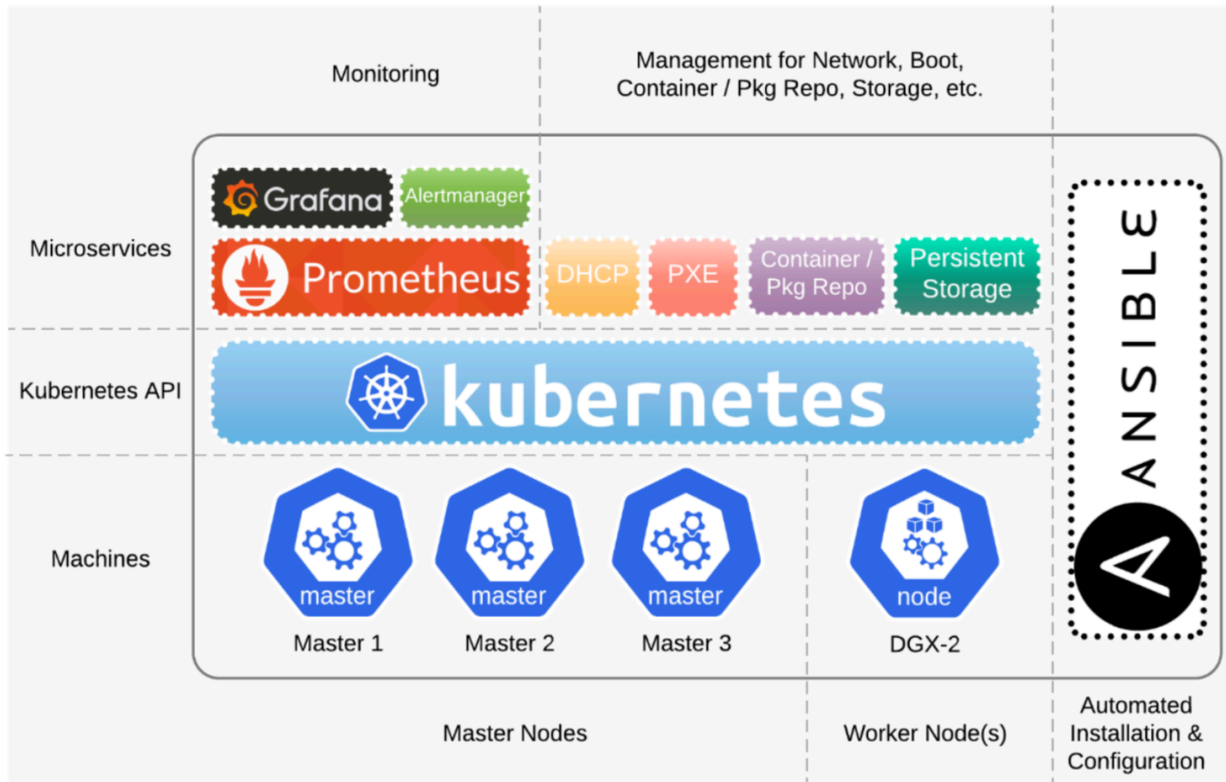 Monitoring
Management for Network, Boot,
Container / Pkg Repo, Storage, etc.
Microservices
Grafana
Alertmanager
Prometheus
DHCP
PXE
Container /
Pkg Repo
Persistent
Storage
Kubernetes API
kubernetes
ANSIBLE
Machines
master
master
master
node
Master 1
Master 2
Master 3
DGX-2
Master Nodes
Worker Node(s)
Automated
Installation &
Configuration